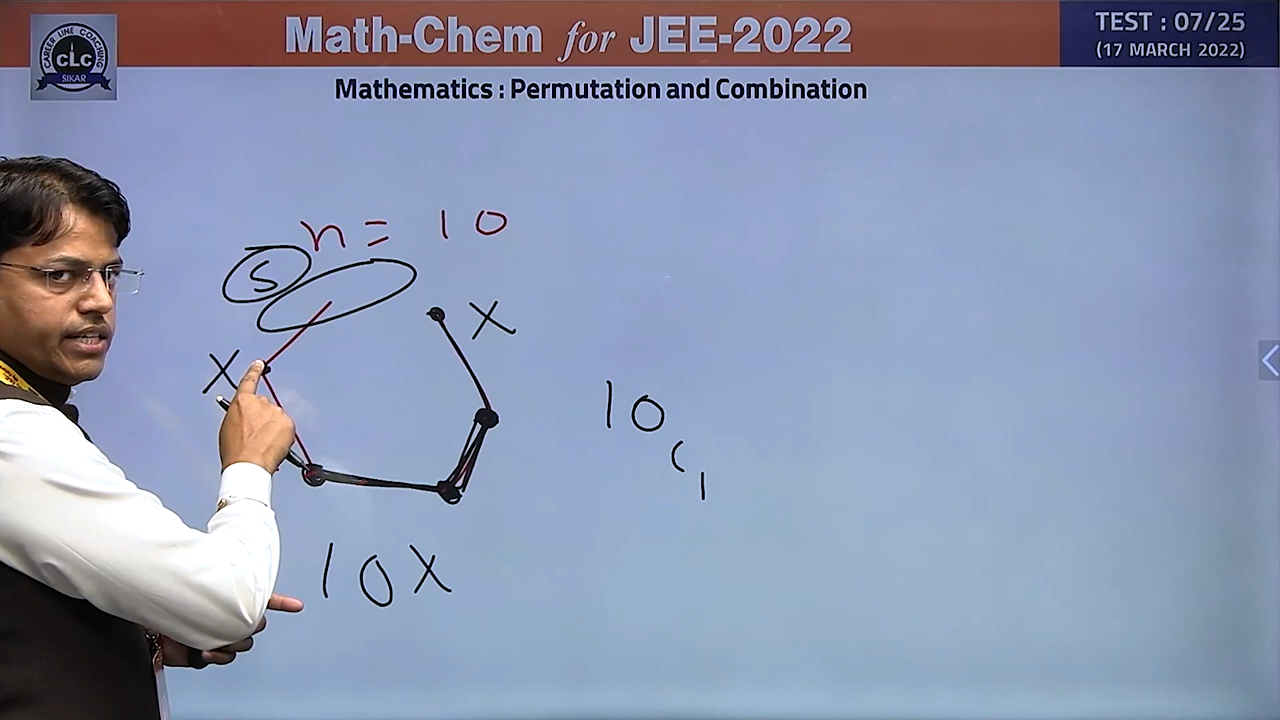 CAREER LINE COACHING
CLC
SIKAR
Math-Chem for JEE-2022
TEST : 07/25
(17 MARCH 2022)
Mathematics : Permutation and Combination
n = 10
5
X
X
10
C1
10X